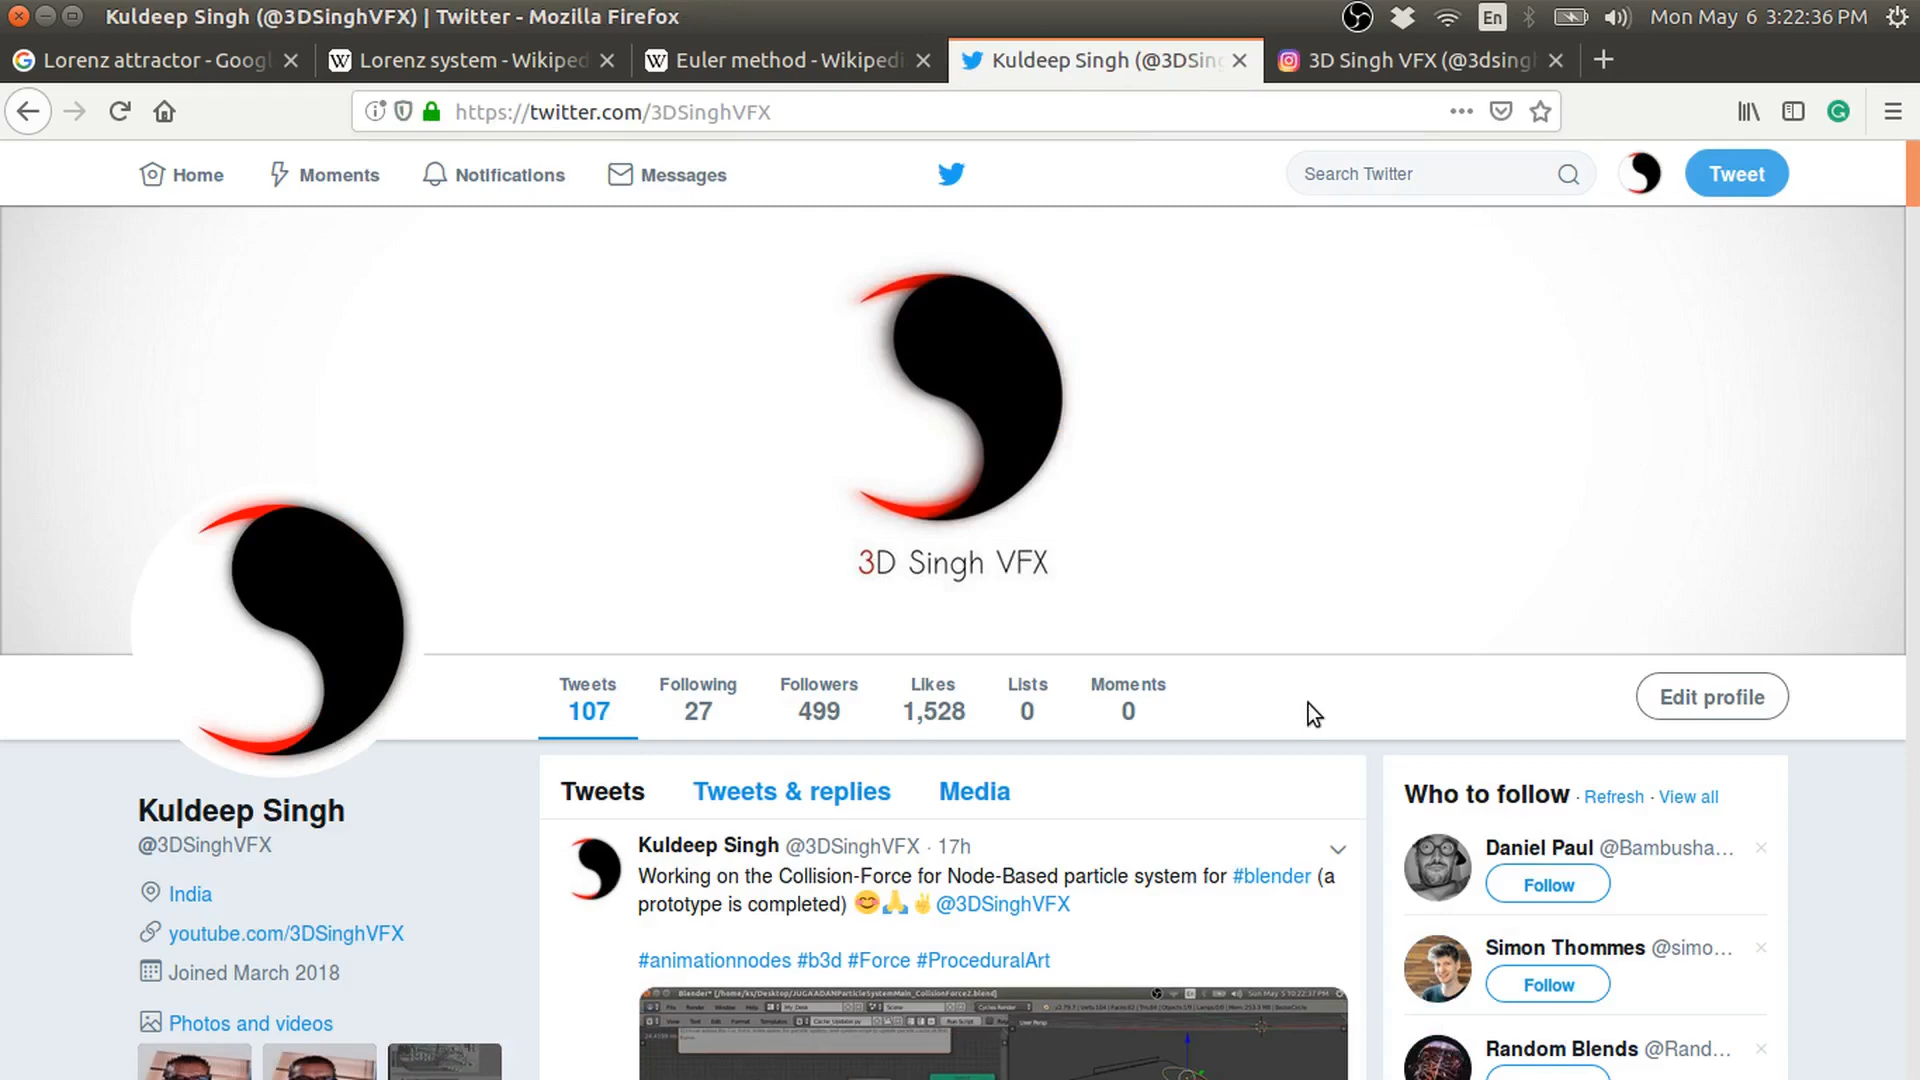 Kuldeep Singh (@3DSinghVFX) | Twitter - Mozilla Firefox
En
Mon May 6 3:22:36 PM
Lorenz attractor - Googl
Lorenz system - Wikiped
Euler method - Wikipedi
Kuldeep Singh (@3DSing
3D Singh VFX (@3dsingh
https://twitter.com/3DSinghVFX
Home
Moments
Notifications
Messages
Search Twitter
Tweet
3D Singh VFX
Tweets
Following
Followers
Likes
Lists
Moments
107
27
499
1,528
0
0
Edit profile
Kuldeep Singh
@3DSinghVFX
India
youtube.com/3DSinghVFX
Joined March 2018
Photos and videos
Tweets
Tweets & replies
Media
Kuldeep Singh @3DSinghVFX · 17h
Working on the Collision-Force for Node-Based particle system for #blender (a
prototype is completed) 😊🙏✌@3DSinghVFX
#animationnodes #b3d #Force #ProceduralArt
Who to follow · Refresh · View all
Daniel Paul @Bambusha...
Follow
Simon Thommes @simo...
Follow
Random Blends @Rand...